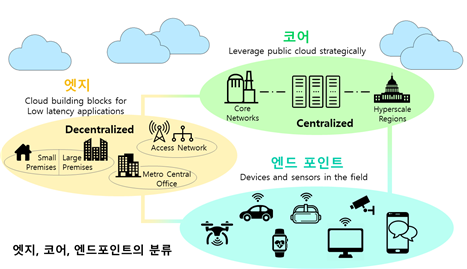 코어
Leverage public cloud strategically
엣지
Cloud building blocks for
Low latency applications
Core
Networks
Centralized
Hyperscale
Regions
Decentralized
Access Network
Small
Premises
Large
Premises
Metro Central
Office
엔드 포인트
Devices and sensors in the field
엣지, 코어, 엔드포인트의 분류